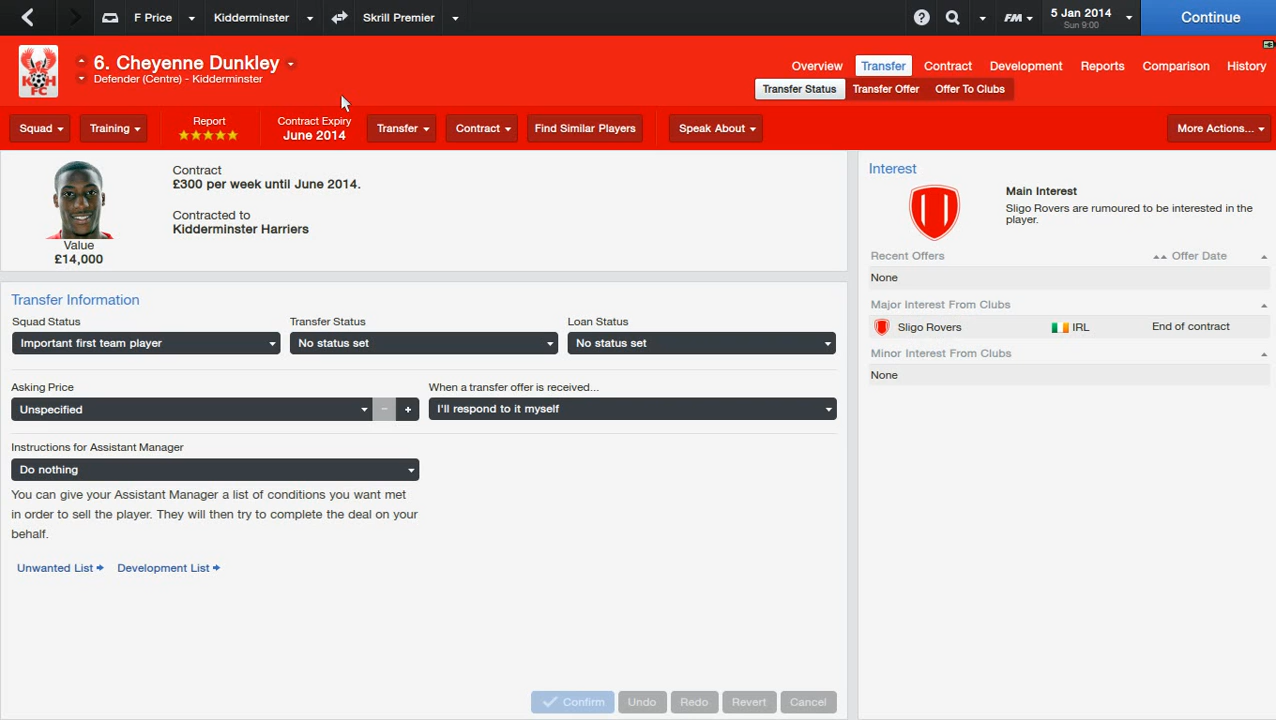 F Price
Kidderminster
Skrill Premier
?
FM
5 Jan 2014
Sun 9:00
Continue
6. Cheyenne Dunkley
Defender (Centre) - Kidderminster
Overview
Transfer
Contract
Development
Reports
Comparison
History
Transfer Status
Transfer Offer
Offer To Clubs
Squad
Training
Report
Contract Expiry
June 2014
Transfer
Contract
Find Similar Players
Speak About
More Actions...
Contract
£300 per week until June 2014.
Contracted to
Kidderminster Harriers
Value
£14,000
Transfer Information
Squad Status
Transfer Status
Loan Status
Important first team player
No status set
No status set
Asking Price
When a transfer offer is received...
Unspecified
- +
I'll respond to it myself
Instructions for Assistant Manager
Do nothing
You can give your Assistant Manager a list of conditions you want met
in order to sell the player. They will then try to complete the deal on your
behalf.
Unwanted List
Development List
Confirm
Undo
Redo
Revert
Cancel
Interest
Main Interest
Sligo Rovers are rumoured to be interested in the
player.
Recent Offers
Offer Date
None
Major Interest From Clubs
Sligo Rovers
IRL
End of contract
Minor Interest From Clubs
None